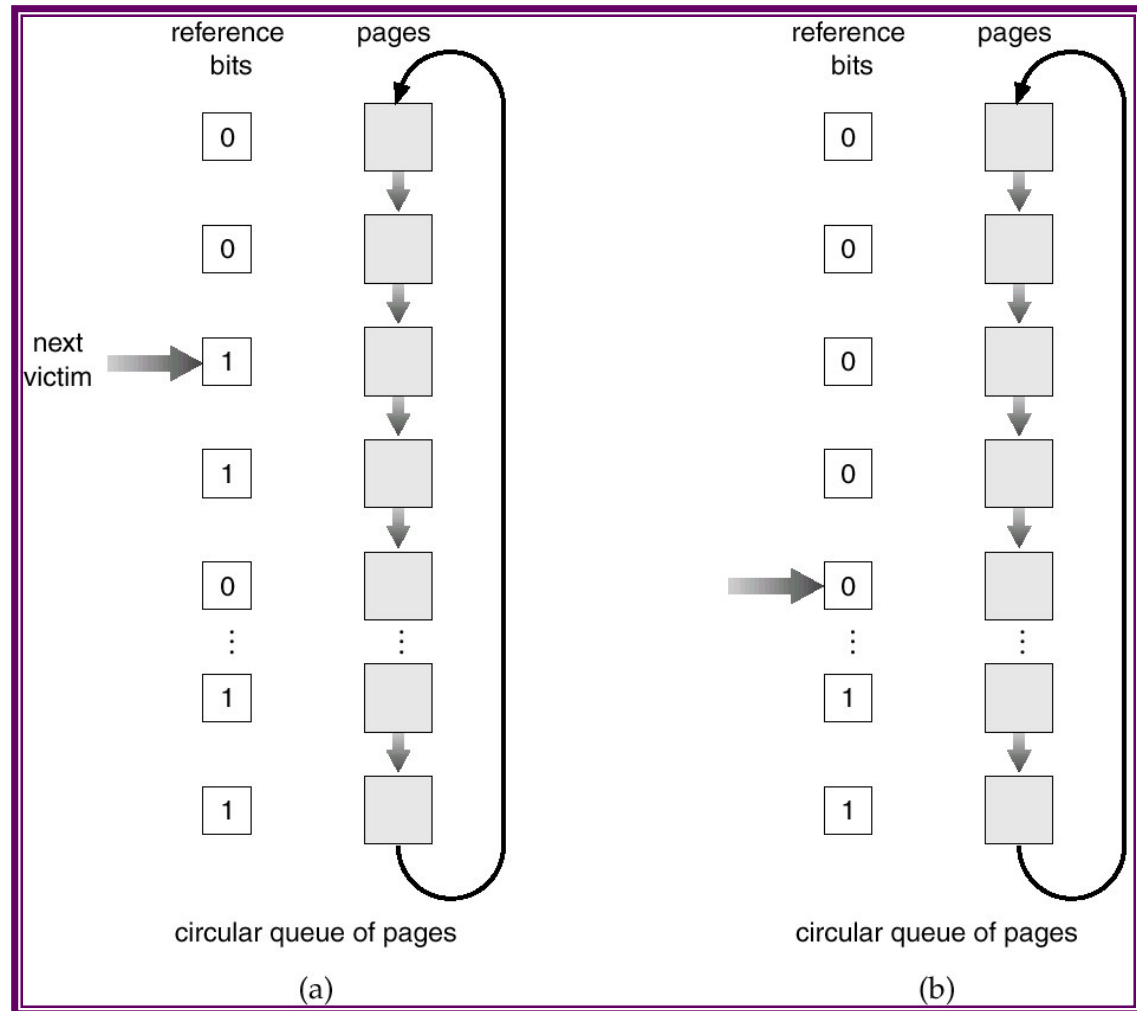 reference
bits
pages
0
0
next
victim
1
1
0
⋮ ⋮
1
1
circular queue of pages
(a)
reference
bits
pages
0
0
0
0
0
⋮ ⋮
1
1
circular queue of pages
(b)